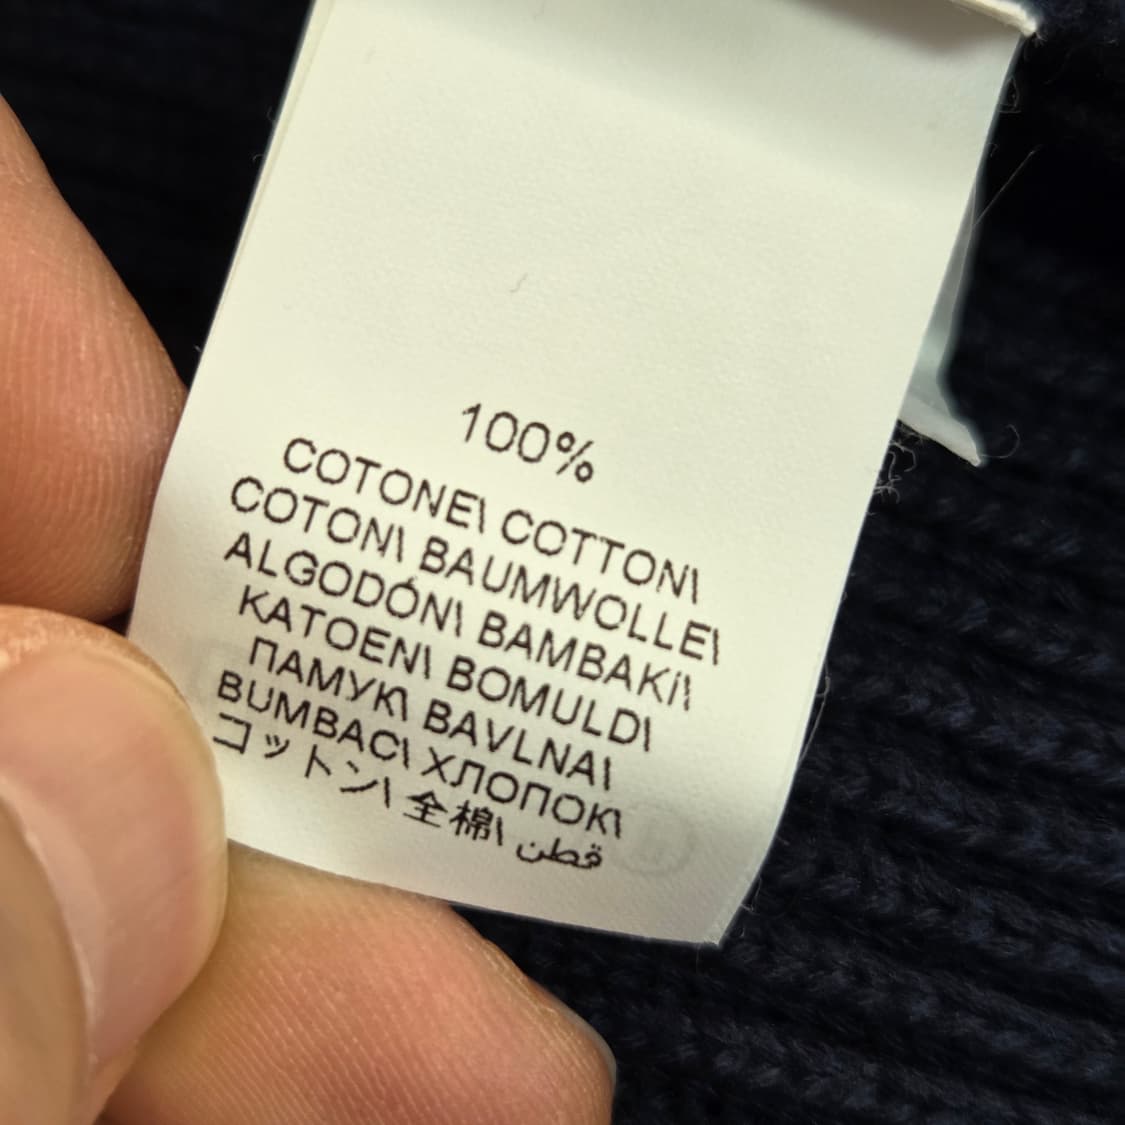 100%
COTONE\ COTTON\
COTON\ BAUMWOLLE\
ALGODÓN\ BAMBAKİ\
KATOEN\ BOMULD\
ПАМУК\ BAVLNA\
BUMBAC\ ХЛОПОК\
コットン\ 全棉\ قطن